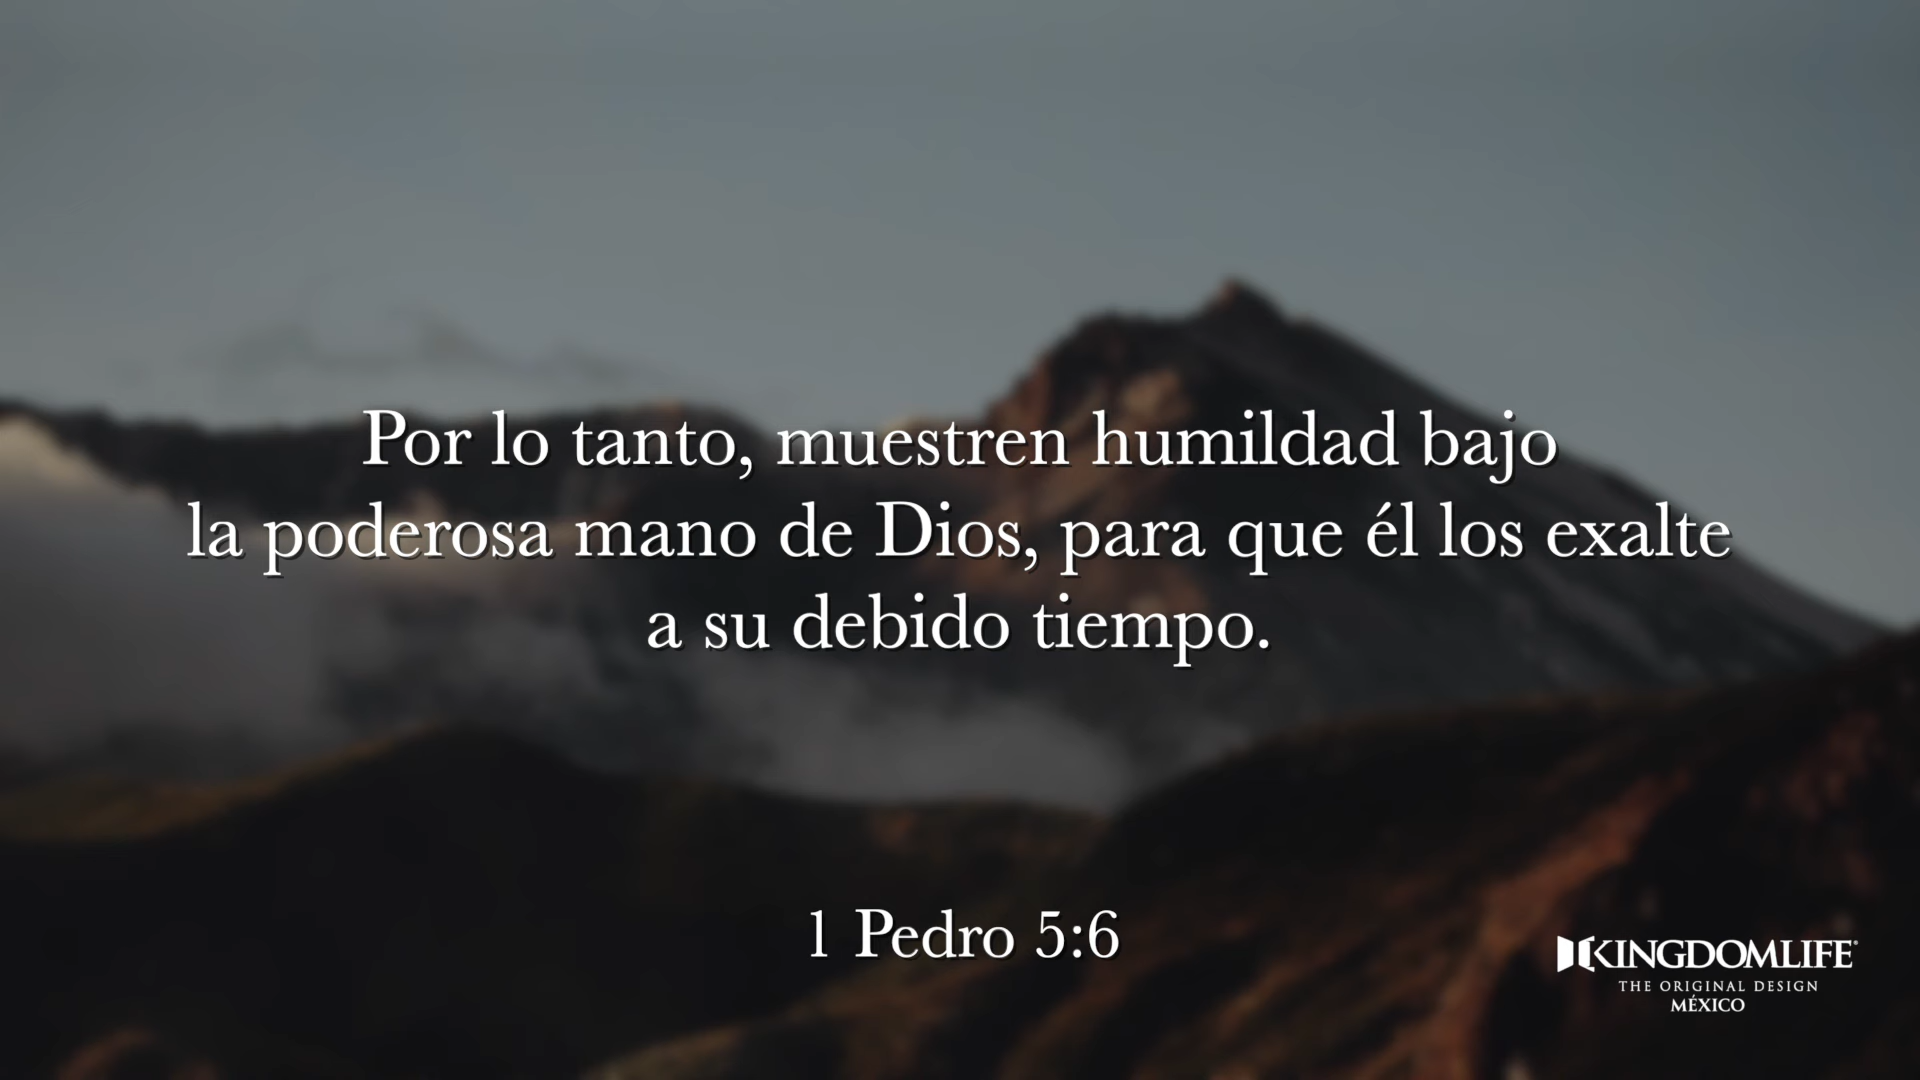 Por lo tanto, muestren humildad bajo
la poderosa mano de Dios, para que él los exalte
a su debido tiempo.
1 Pedro 5:6
KINGDOMLIFE
THE ORIGINAL DESIGN
MÉXICO